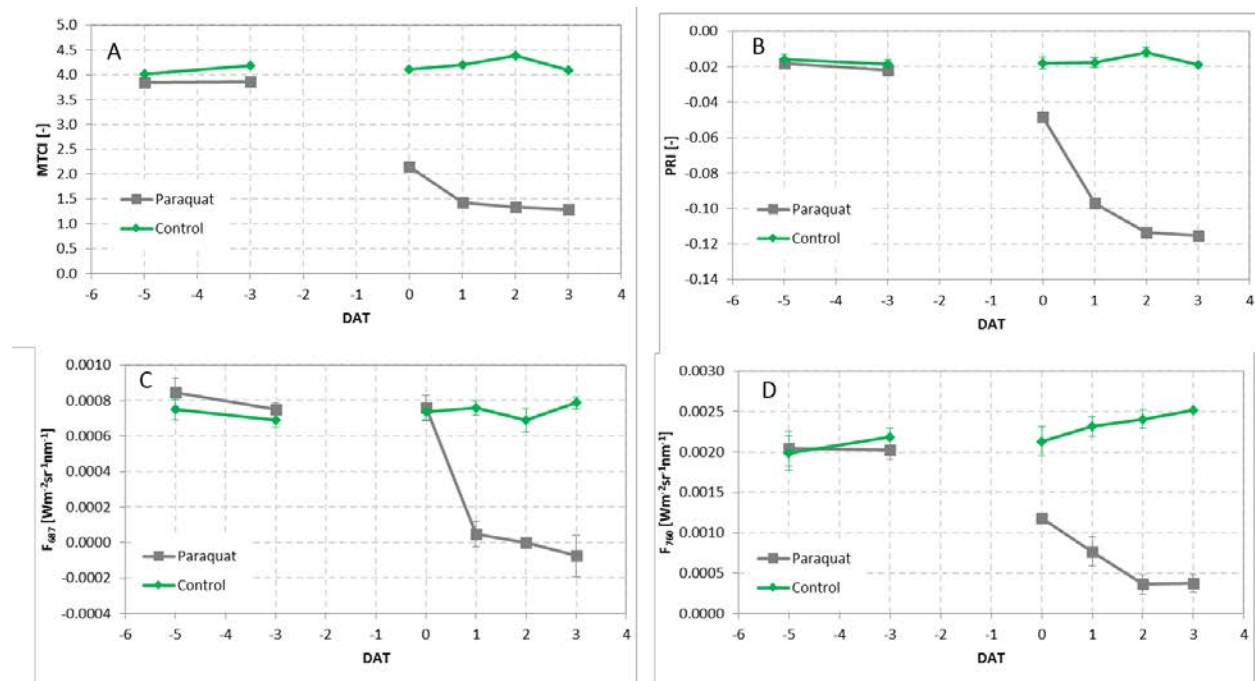 A
5.0
4.5
4.0
3.5
3.0
2.5
2.0
1.5
1.0
0.5
0.0
MTCI [-]
Paraquat
Control
-6 -5 -4 -3 -2 -1 0 1 2 3 4
DAT
B
0.00
-0.02
-0.04
-0.06
-0.08
-0.10
-0.12
-0.14
PRI [-]
Paraquat
Control
-6 -5 -4 -3 -2 -1 0 1 2 3 4
DAT
C
0.0010
0.0008
0.0006
0.0004
0.0002
0.0000
-0.0002
-0.0004
F687 [Wm-2sr-1nm-1]
Paraquat
Control
-6 -5 -4 -3 -2 -1 0 1 2 3 4
DAT
D
0.0030
0.0025
0.0020
0.0015
0.0010
0.0005
0.0000
F760 [Wm-2sr-1nm-1]
Paraquat
Control
-6 -5 -4 -3 -2 -1 0 1 2 3 4
DAT